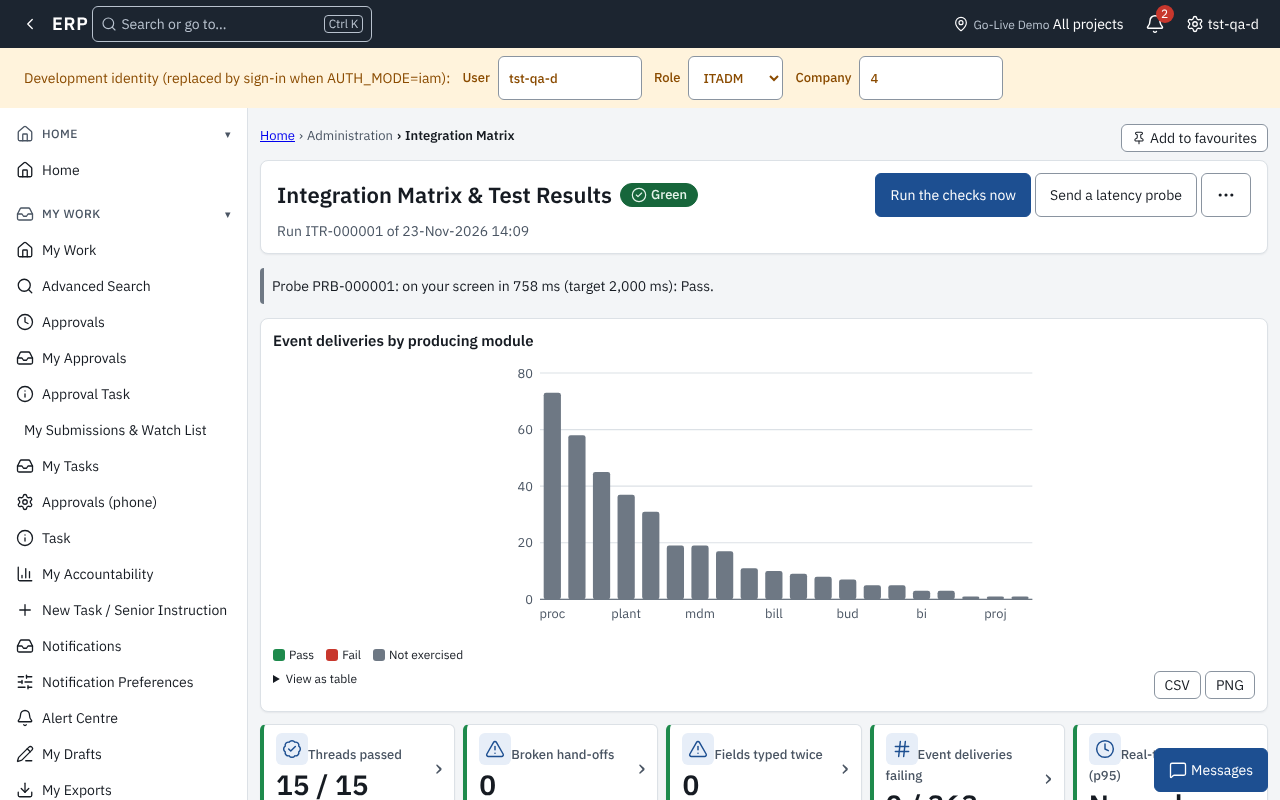 ERP Search or go to... Ctrl K Go-Live Demo All projects 2 tst-qa-d
Development identity (replaced by sign-in when AUTH_MODE=iam): User tst-qa-d Role ITADM Company 4
HOME
Home
MY WORK
My Work
Advanced Search
Approvals
My Approvals
Approval Task
My Submissions & Watch List
My Tasks
Approvals (phone)
Task
My Accountability
New Task / Senior Instruction
Notifications
Notification Preferences
Alert Centre
My Drafts
My Exports
Home › Administration › Integration Matrix
Add to favourites
Integration Matrix & Test Results Green
Run the checks now Send a latency probe ...
Run ITR-000001 of 23-Nov-2026 14:09
Probe PRB-000001: on your screen in 758 ms (target 2,000 ms): Pass.
Event deliveries by producing module
80
60
40
20
0
proc plant mdm bill bud bi proj
Pass Fail Not exercised
View as table
CSV PNG
Threads passed
15 / 15
Broken hand-offs
0
Fields typed twice
0
Event deliveries
failing
(p95)
Messages